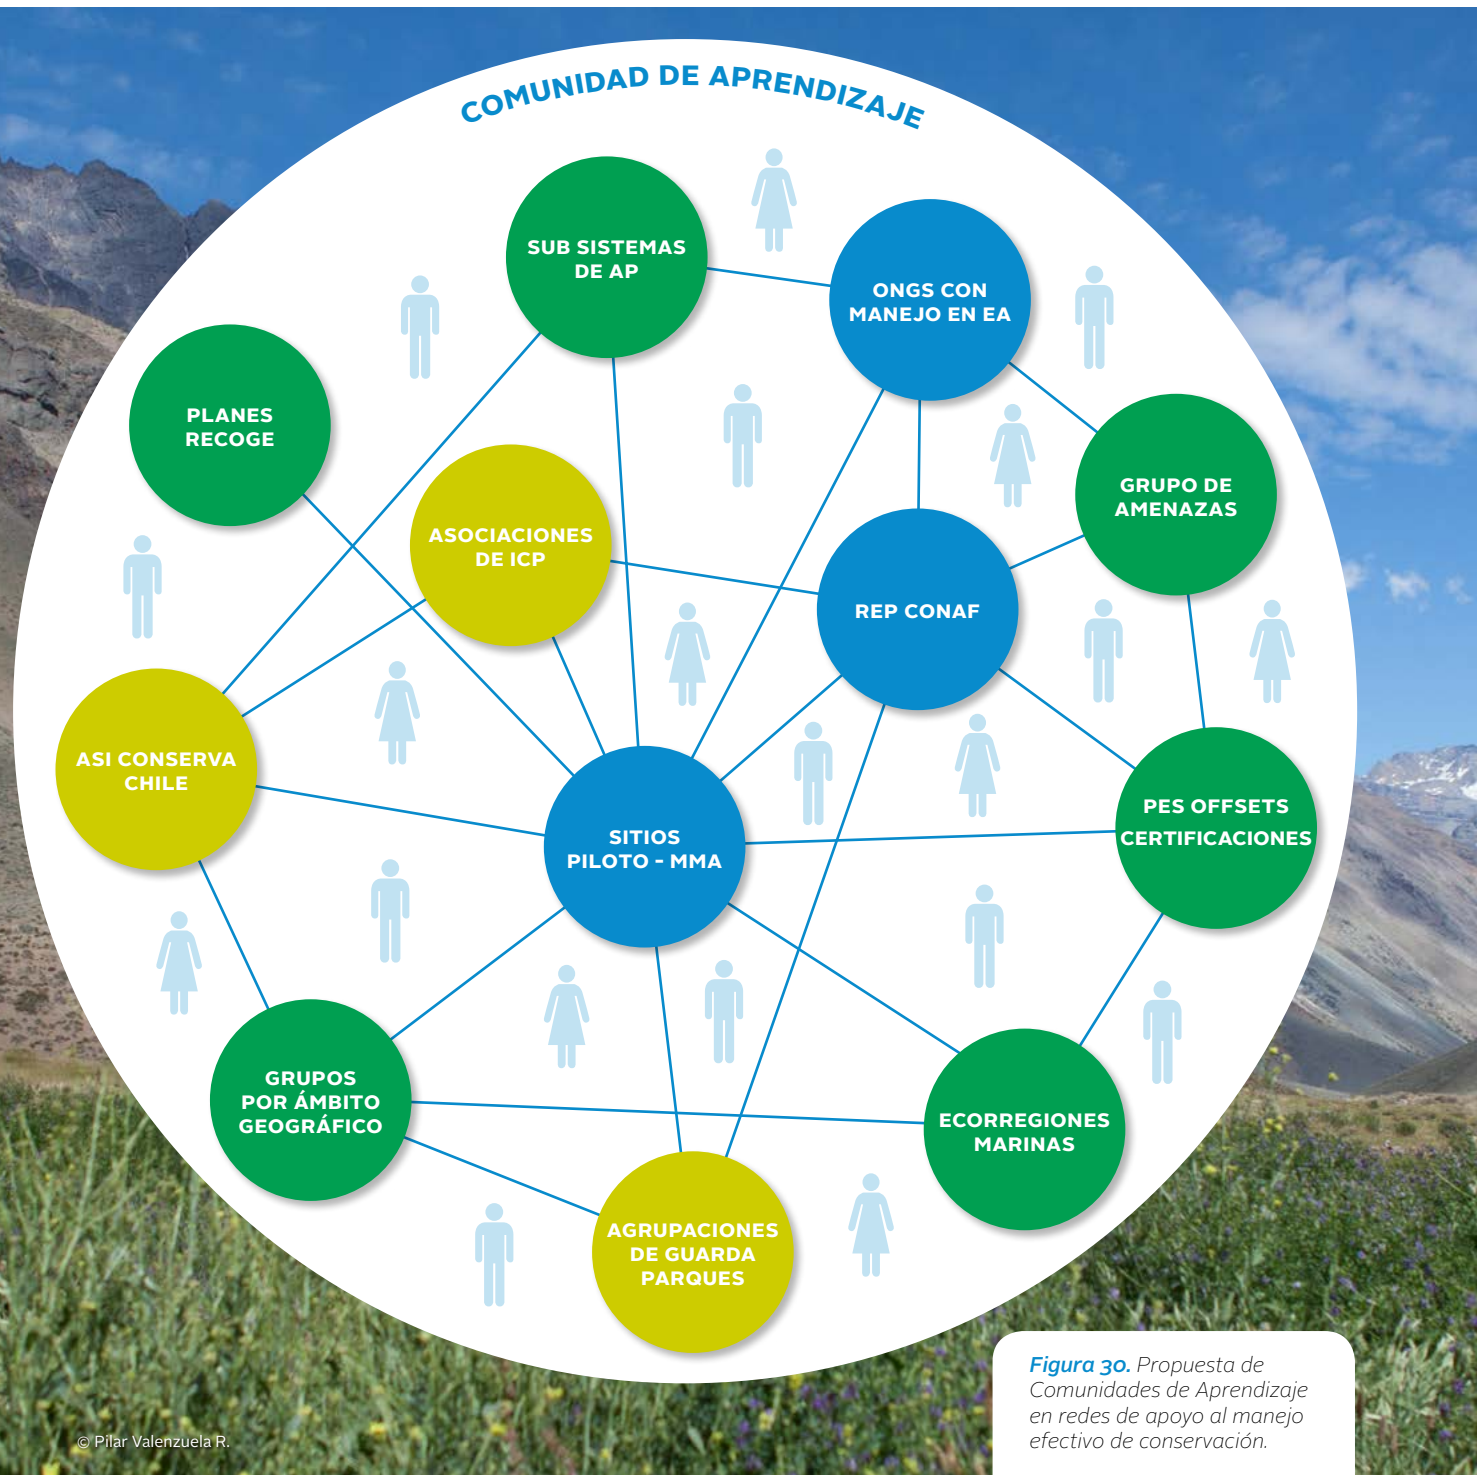 COMUNIDAD DE APRENDIZAJE
SUB SISTEMAS
DE AP
ONGS CON
MANEJO EN EA
PLANES
RECOGE
GRUPO DE
AMENAZAS
ASOCIACIONES
DE ICP
REP CONAF
ASI CONSERVA
CHILE
SITIOS
PILOTO - MMA
PES OFFSETS
CERTIFICACIONES
GRUPOS
POR ÁMBITO
GEOGRÁFICO
ECORREGIONES
MARINAS
AGRUPACIONES
DE GUARDA
PARQUES
Figura 30. Propuesta de
Comunidades de Aprendizaje
en redes de apoyo al manejo
efectivo de conservación.
© Pilar Valenzuela R.